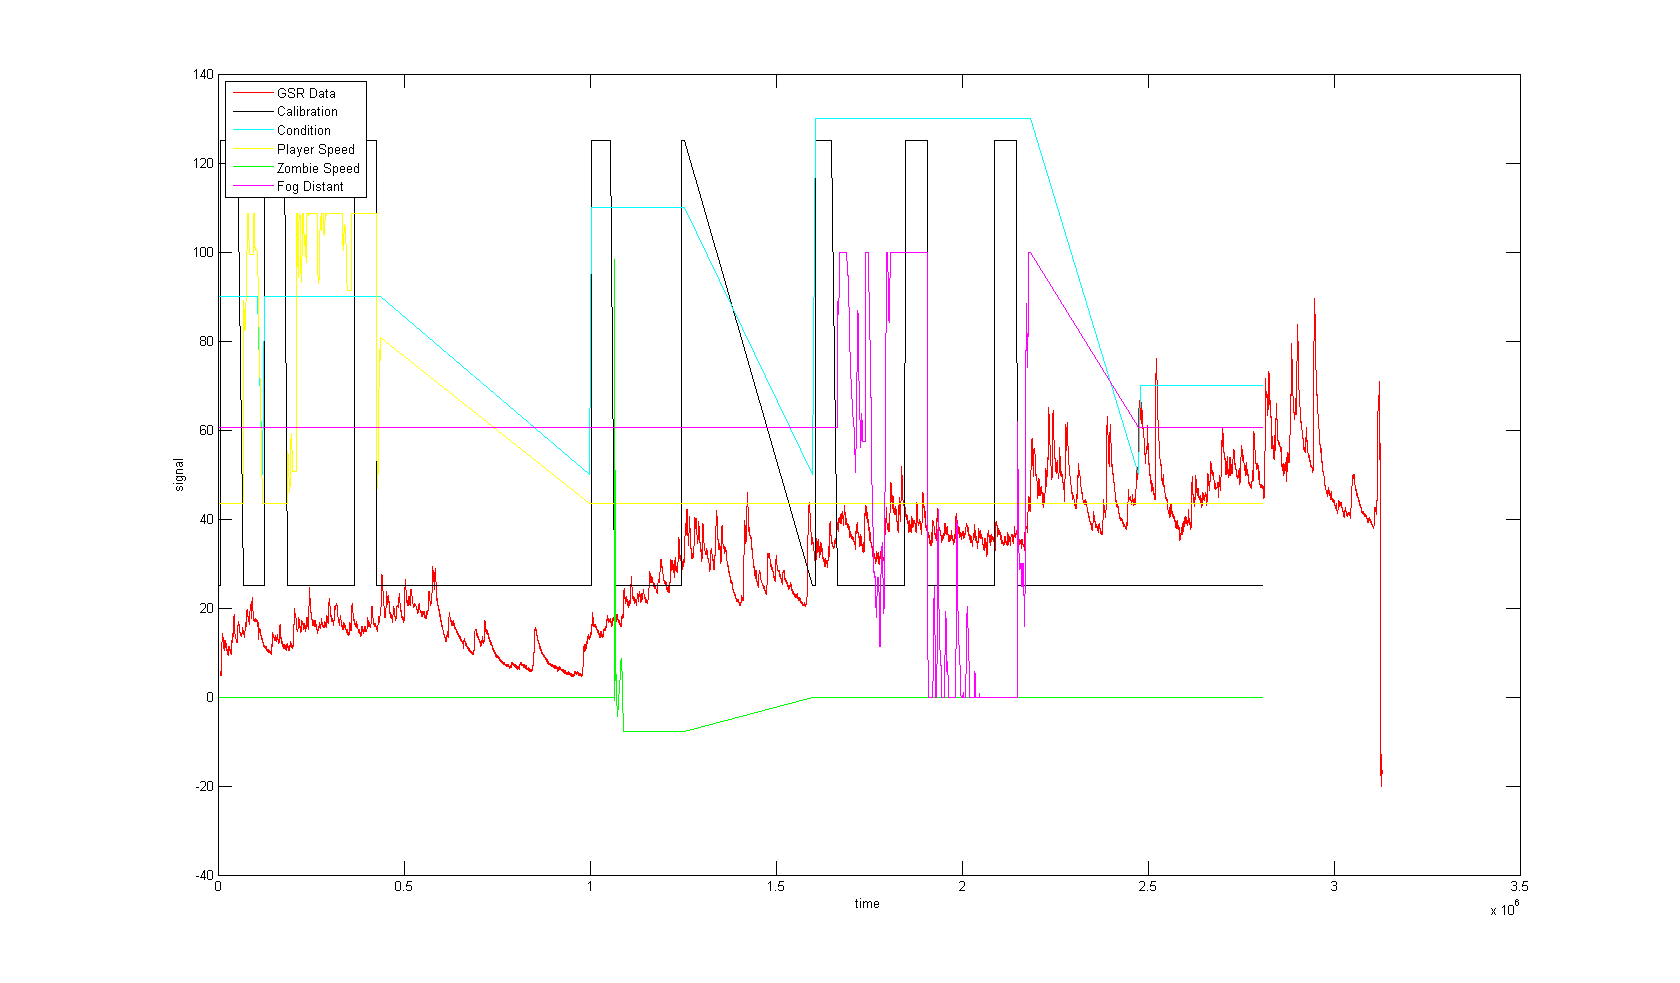 140
120
100
80
60
40
20
0
-20
-40
signal
GSR Data
Calibration
Condition
Player Speed
Zombie Speed
Fog Distant
0 0.5 1 1.5 2 2.5 3 3.5
time
x 10^6